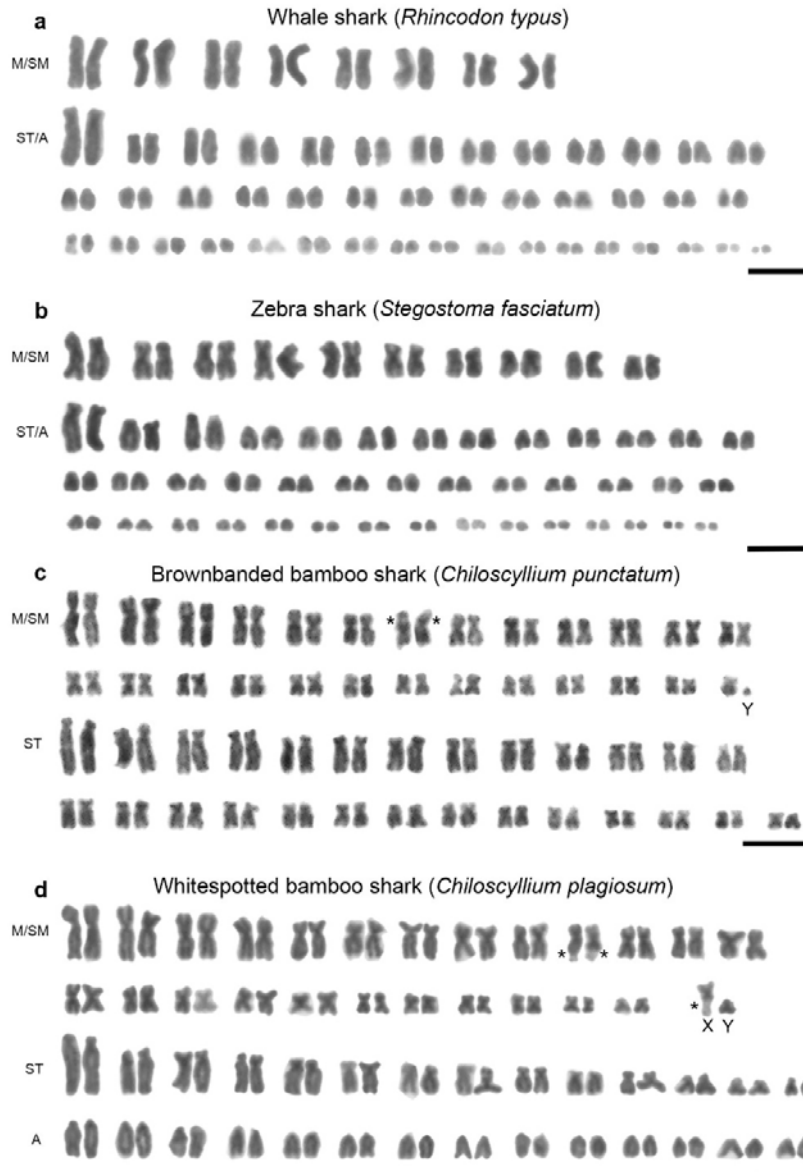 a Whale shark (Rhincodon typus)
M/SM
ST/A
b Zebra shark (Stegostoma fasciatum)
M/SM
ST/A
c Brownbanded bamboo shark (Chiloscyllium punctatum)
M/SM * *
Y
ST
d Whitespotted bamboo shark (Chiloscyllium plagiosum)
M/SM * *
*
X Y
ST
A